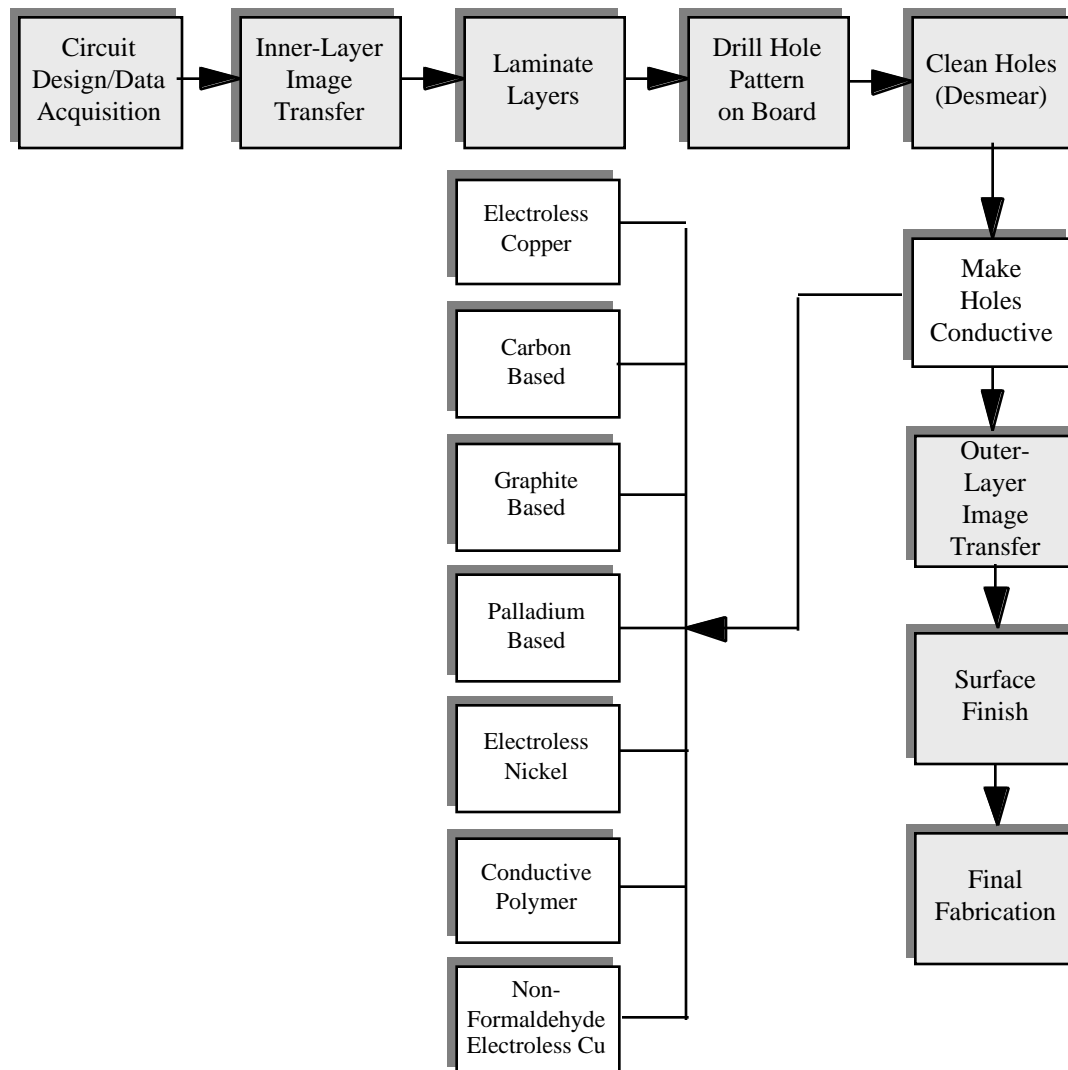 Circuit
Design/Data
Acquisition
Inner-Layer
Image
Transfer
Laminate
Layers
Drill Hole
Pattern
on Board
Clean Holes
(Desmear)
Make
Holes
Conductive
Electroless
Copper
Carbon
Based
Graphite
Based
Palladium
Based
Electroless
Nickel
Conductive
Polymer
Non-
Formaldehyde
Electroless Cu
Outer-
Layer
Image
Transfer
Surface
Finish
Final
Fabrication